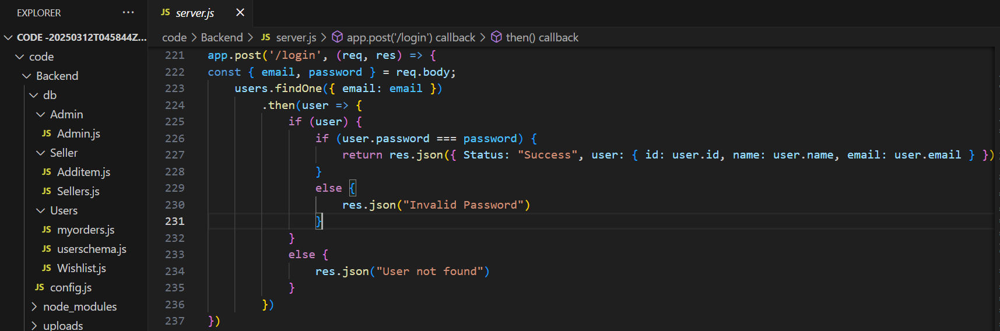 EXPLORER ...
CODE -20250312T045844Z...
code
Backend
db
Admin
JS Admin.js
Seller
JS Additem.js
JS Sellers.js
Users
JS myorders.js
JS userschema.js
JS Wishlist.js
JS config.js
node_modules
uploads
JS server.js
code > Backend > JS server.js > app.post('/login') callback > then() callback
221 app.post('/login', (req, res) => {
222 const { email, password } = req.body;
223 users.findOne({ email: email })
224 .then(user => {
225 if (user) {
226 if (user.password === password) {
227 return res.json({ Status: "Success", user: { id: user.id, name: user.name, email: user.email } })
228 }
229 else {
230 res.json("Invalid Password")
231 }
232 }
233 else {
234 res.json("User not found")
235 }
236 })
237 })